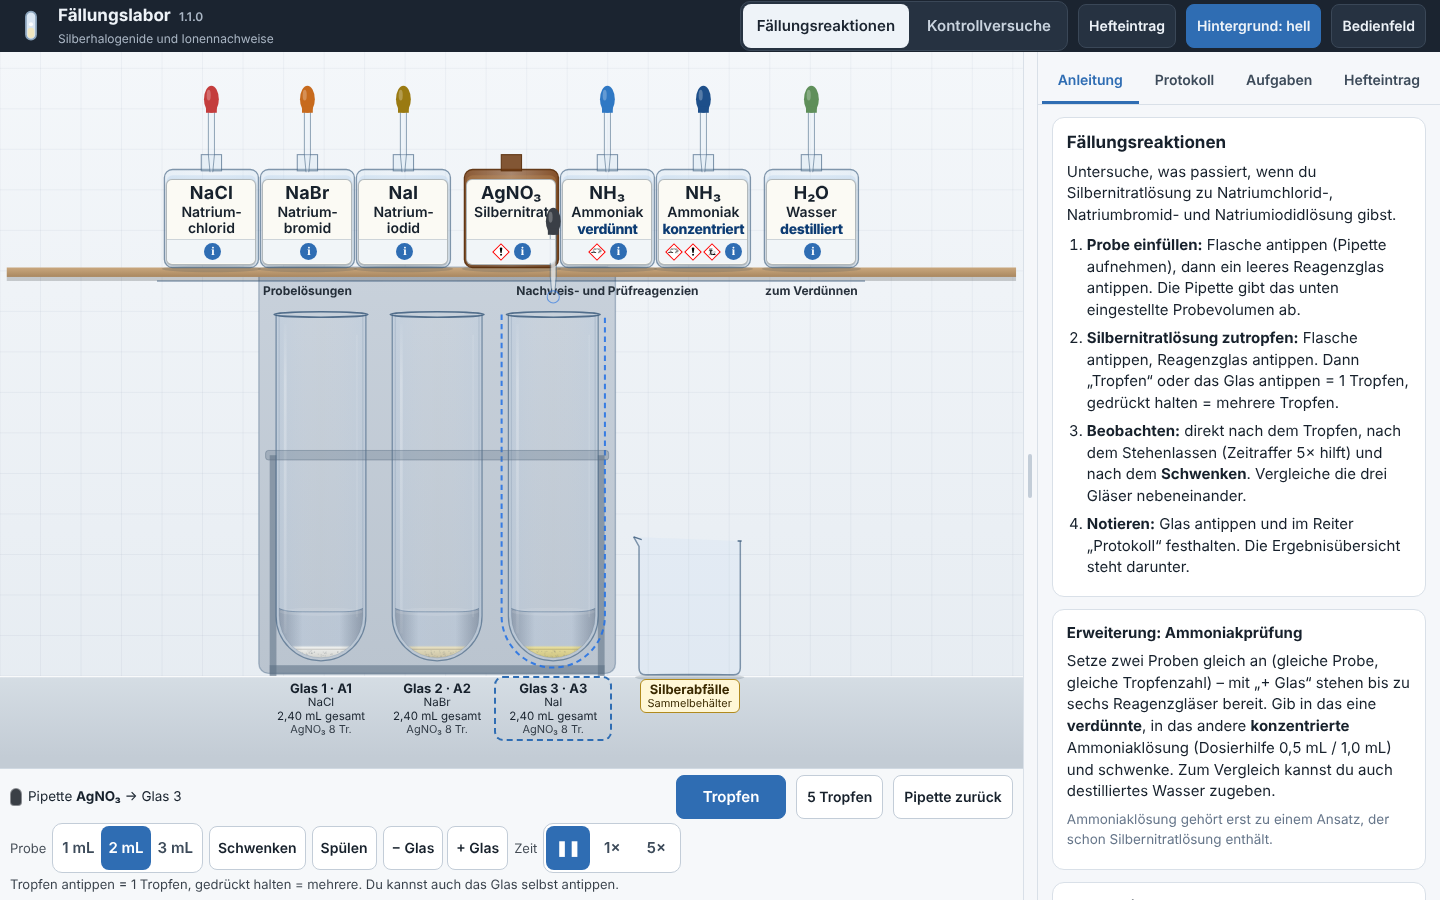 Fällungslabor 1.1.0
Silberhalogenide und Ionennachweise
Fällungsreaktionen
Kontrollversuche
Hefteintrag
Hintergrund: hell
Bedienfeld
NaCl
Natrium-
chlorid
NaBr
Natrium-
bromid
NaI
Natrium-
iodid
AgNO₃
Silbernitrat
NH₃
Ammoniak
verdünnt
NH₃
Ammoniak
konzentriert
H₂O
Wasser
destilliert
Probelösungen
Nachweis- und Prüfreagenzien
zum Verdünnen
Glas 1 · A1
NaCl
2,40 mL gesamt
AgNO₃ 8 Tr.
Glas 2 · A2
NaBr
2,40 mL gesamt
AgNO₃ 8 Tr.
Glas 3 · A3
NaI
2,40 mL gesamt
AgNO₃ 8 Tr.
Silberabfälle
Sammelbehälter
Pipette AgNO₃ → Glas 3
Tropfen
5 Tropfen
Pipette zurück
Probe
1 mL
2 mL
3 mL
Schwenken
Spülen
− Glas
+ Glas
Zeit
1×
5×
Tropfen antippen = 1 Tropfen, gedrückt halten = mehrere. Du kannst auch das Glas selbst antippen.
Anleitung
Protokoll
Aufgaben
Hefteintrag
Fällungsreaktionen
Untersuche, was passiert, wenn du
Silbernitratlösung zu Natriumchlorid-,
Natriumbromid- und Natriumiodidlösung gibst.
1. Probe einfüllen: Flasche antippen (Pipette
aufnehmen), dann ein leeres Reagenzglas
antippen. Die Pipette gibt das unten
eingestellte Probevolumen ab.
2. Silbernitratlösung zutropfen: Flasche
antippen, Reagenzglas antippen. Dann
„Tropfen“ oder das Glas antippen = 1 Tropfen,
gedrückt halten = mehrere Tropfen.
3. Beobachten: direkt nach dem Tropfen, nach
dem Stehenlassen (Zeitraffer 5× hilft) und
nach dem Schwenken. Vergleiche die drei
Gläser nebeneinander.
4. Notieren: Glas antippen und im Reiter
„Protokoll“ festhalten. Die Ergebnisübersicht
steht darunter.
Erweiterung: Ammoniakprüfung
Setze zwei Proben gleich an (gleiche Probe,
gleiche Tropfenzahl) – mit „+ Glas“ stehen bis zu
sechs Reagenzgläser bereit. Gib in das eine
verdünnte, in das andere konzentrierte
Ammoniaklösung (Dosierhilfe 0,5 mL / 1,0 mL)
und schwenke. Zum Vergleich kannst du auch
destilliertes Wasser zugeben.
Ammoniaklösung gehört erst zu einem Ansatz, der
schon Silbernitratlösung enthält.